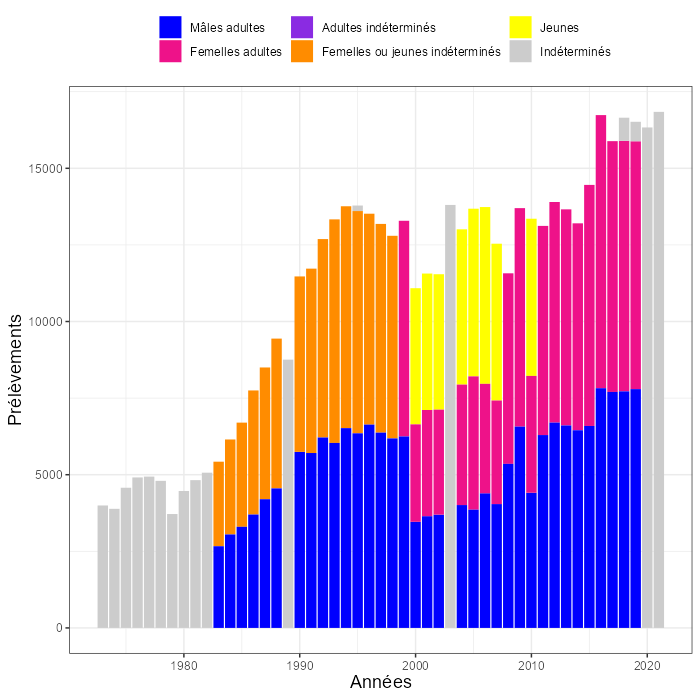 Mâles adultes Adultes indéterminés Jeunes
Femelles adultes Femelles ou jeunes indéterminés Indéterminés
15000
10000
5000
0
Prélèvements
1980 1990 2000 2010 2020
Années